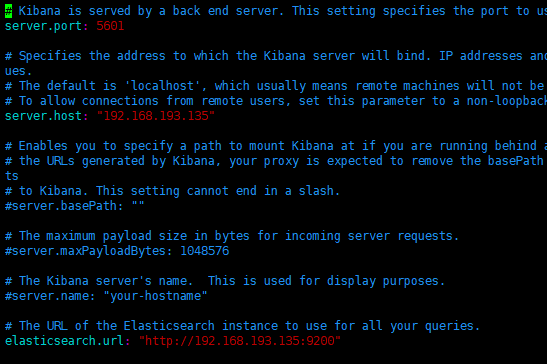 # Kibana is served by a back end server. This setting specifies the port to us
server.port: 5601
# Specifies the address to which the Kibana server will bind. IP addresses and
ues.
# The default is 'localhost', which usually means remote machines will not be
# To allow connections from remote users, set this parameter to a non-loopback
server.host: "192.168.193.135"
# Enables you to specify a path to mount Kibana at if you are running behind a
# the URLs generated by Kibana, your proxy is expected to remove the basePath
ts
# to Kibana. This setting cannot end in a slash.
#server.basePath: ""
# The maximum payload size in bytes for incoming server requests.
#server.maxPayloadBytes: 1048576
# The Kibana server's name.  This is used for display purposes.
#server.name: "your-hostname"
# The URL of the Elasticsearch instance to use for all your queries.
elasticsearch.url: "http://192.168.193.135:9200"